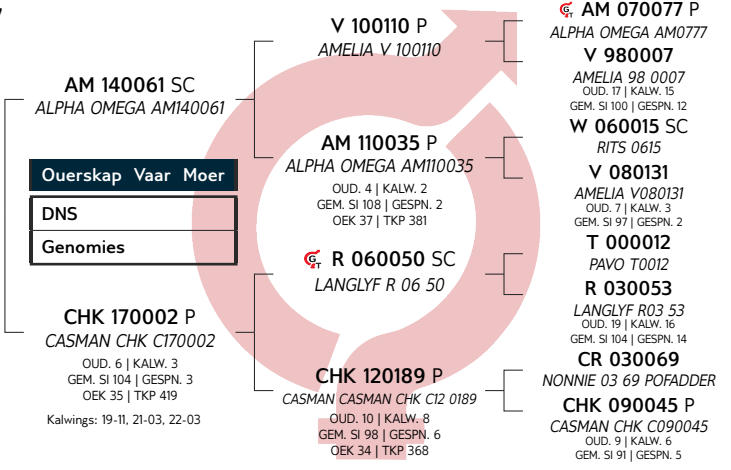 AM 140061 SC
ALPHA OMEGA AM140061
Ouerskap Vaar Moer
DNS
Genomies
CHK 170002 P
CASMAN CHK C170002
OUD. 6 | KALW. 3
GEM. SI 104 | GESPN. 3
OEK 35 | TKP 419
Kalwings: 19-11, 21-03, 22-03
V 100110 P
AMELIA V 100110
AM 110035 P
ALPHA OMEGA AM110035
OUD. 4 | KALW. 2
GEM. SI 108 | GESPN. 2
OEK 37 | TKP 381
GT R 060050 SC
LANGLYF R 06 50
CHK 120189 P
CASMAN CASMAN CHK C12 0189
OUD. 10 | KALW. 8
GEM. SI 98 | GESPN. 6
OEK 34 | TKP 368
GT AM 070077 P
ALPHA OMEGA AM0777
V 980007
AMELIA 98 0007
OUD. 17 | KALW. 15
GEM. SI 100 | GESPN. 12
W 060015 SC
RITS 0615
V 080131
AMELIA V080131
OUD. 7 | KALW. 3
GEM. SI 97 | GESPN. 2
T 000012
PAVO T0012
R 030053
LANGLYF R03 53
OUD. 19 | KALW. 16
GEM. SI 104 | GESPN. 14
CR 030069
NONNIE 03 69 POFADDER
CHK 090045 P
CASMAN CHK C090045
OUD. 9 | KALW. 6
GEM. SI 91 | GESPN. 5